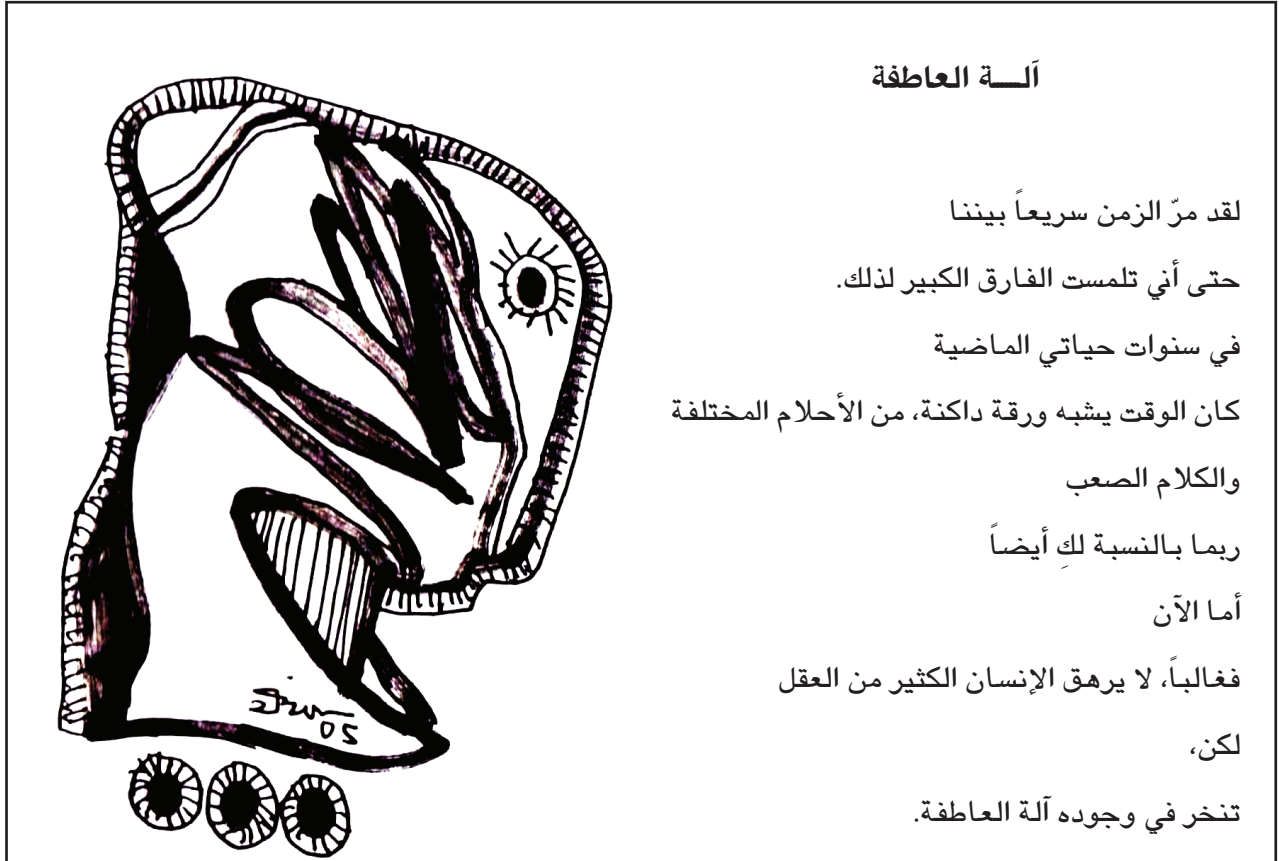 آلـــة العاطفة
لقد مرّ الزمن سريعاً بيننا
حتى أني تلمست الفارق الكبير لذلك.
في سنوات حياتي الماضية
كان الوقت يشبه ورقة داكنة، من الأحلام المختلفة
والكلام الصعب
ربما بالنسبة لكِ أيضاً
أما الآن
فغالباً، لا يرهق الإنسان الكثير من العقل
لكن،
تنخر في وجوده آلة العاطفة.
05